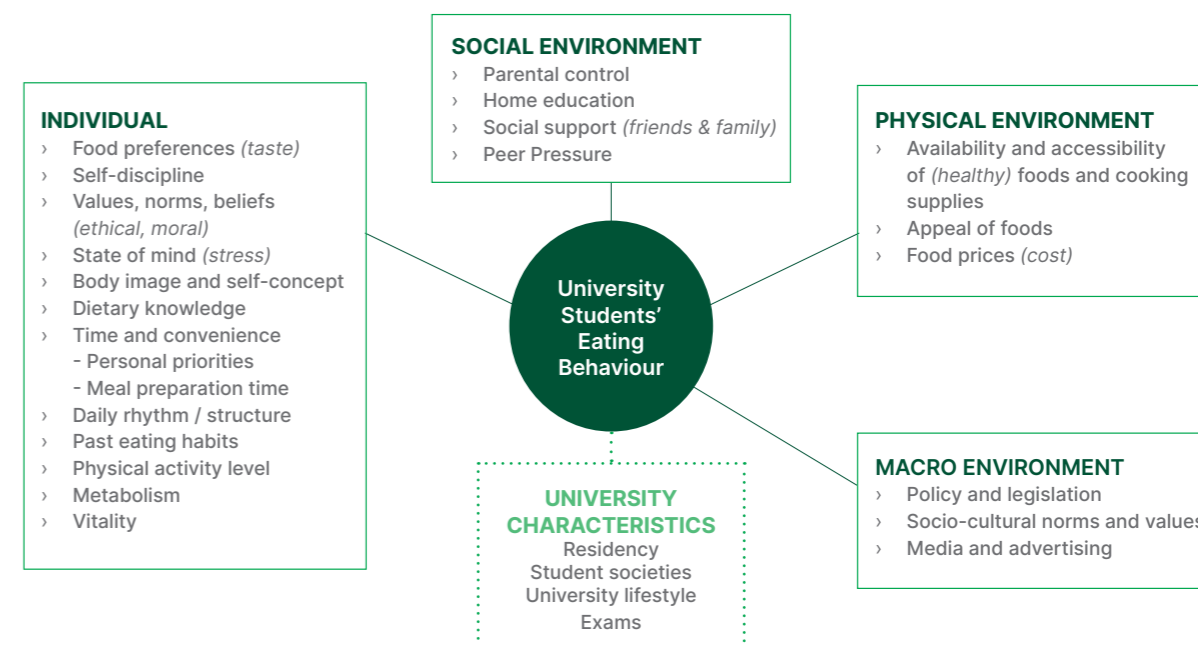 SOCIAL ENVIRONMENT
› Parental control
› Home education
› Social support (friends & family)
› Peer Pressure
INDIVIDUAL
› Food preferences (taste)
› Self-discipline
› Values, norms, beliefs
(ethical, moral)
› State of mind (stress)
› Body image and self-concept
› Dietary knowledge
› Time and convenience
- Personal priorities
- Meal preparation time
› Daily rhythm / structure
› Past eating habits
› Physical activity level
› Metabolism
› Vitality
PHYSICAL ENVIRONMENT
› Availability and accessibility
of (healthy) foods and cooking
supplies
› Appeal of foods
› Food prices (cost)
University
Students’
Eating
Behaviour
MACRO ENVIRONMENT
› Policy and legislation
› Socio-cultural norms and values
› Media and advertising
UNIVERSITY
CHARACTERISTICS
Residency
Student societies
University lifestyle
Exams